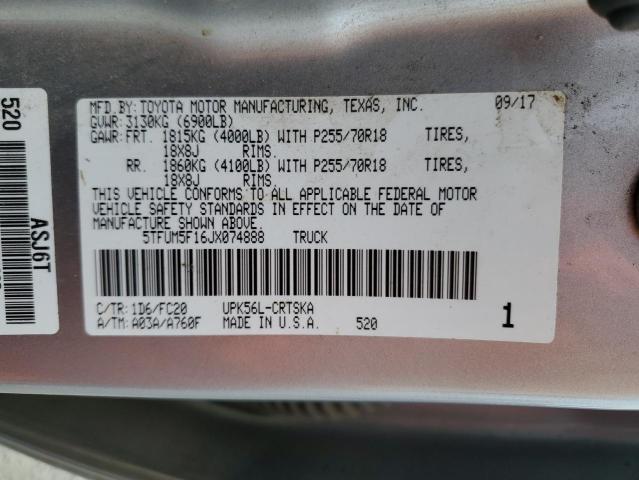 MFD.BY:TOYOTA MOTOR MANUFACTURING, TEXAS, INC. 09/17
GVWR:3130KG (6900LB)
GAWR:FRT. 1815KG (4000LB) WITH P255/70R18 TIRES,
18X8J RIMS.
RR. 1860KG (4100LB) WITH P255/70R18 TIRES,
18X8J RIMS.
THIS VEHICLE CONFORMS TO ALL APPLICABLE FEDERAL MOTOR
VEHICLE SAFETY STANDARDS IN EFFECT ON THE DATE OF
MANUFACTURE SHOWN ABOVE.
5TFUM5F16JX074888 TRUCK
C/TR:1D6/FC20 UPK56L-CRTSKA
A/TM:A03A/A760F MADE IN U.S.A. 520
1
520
ASJ6T